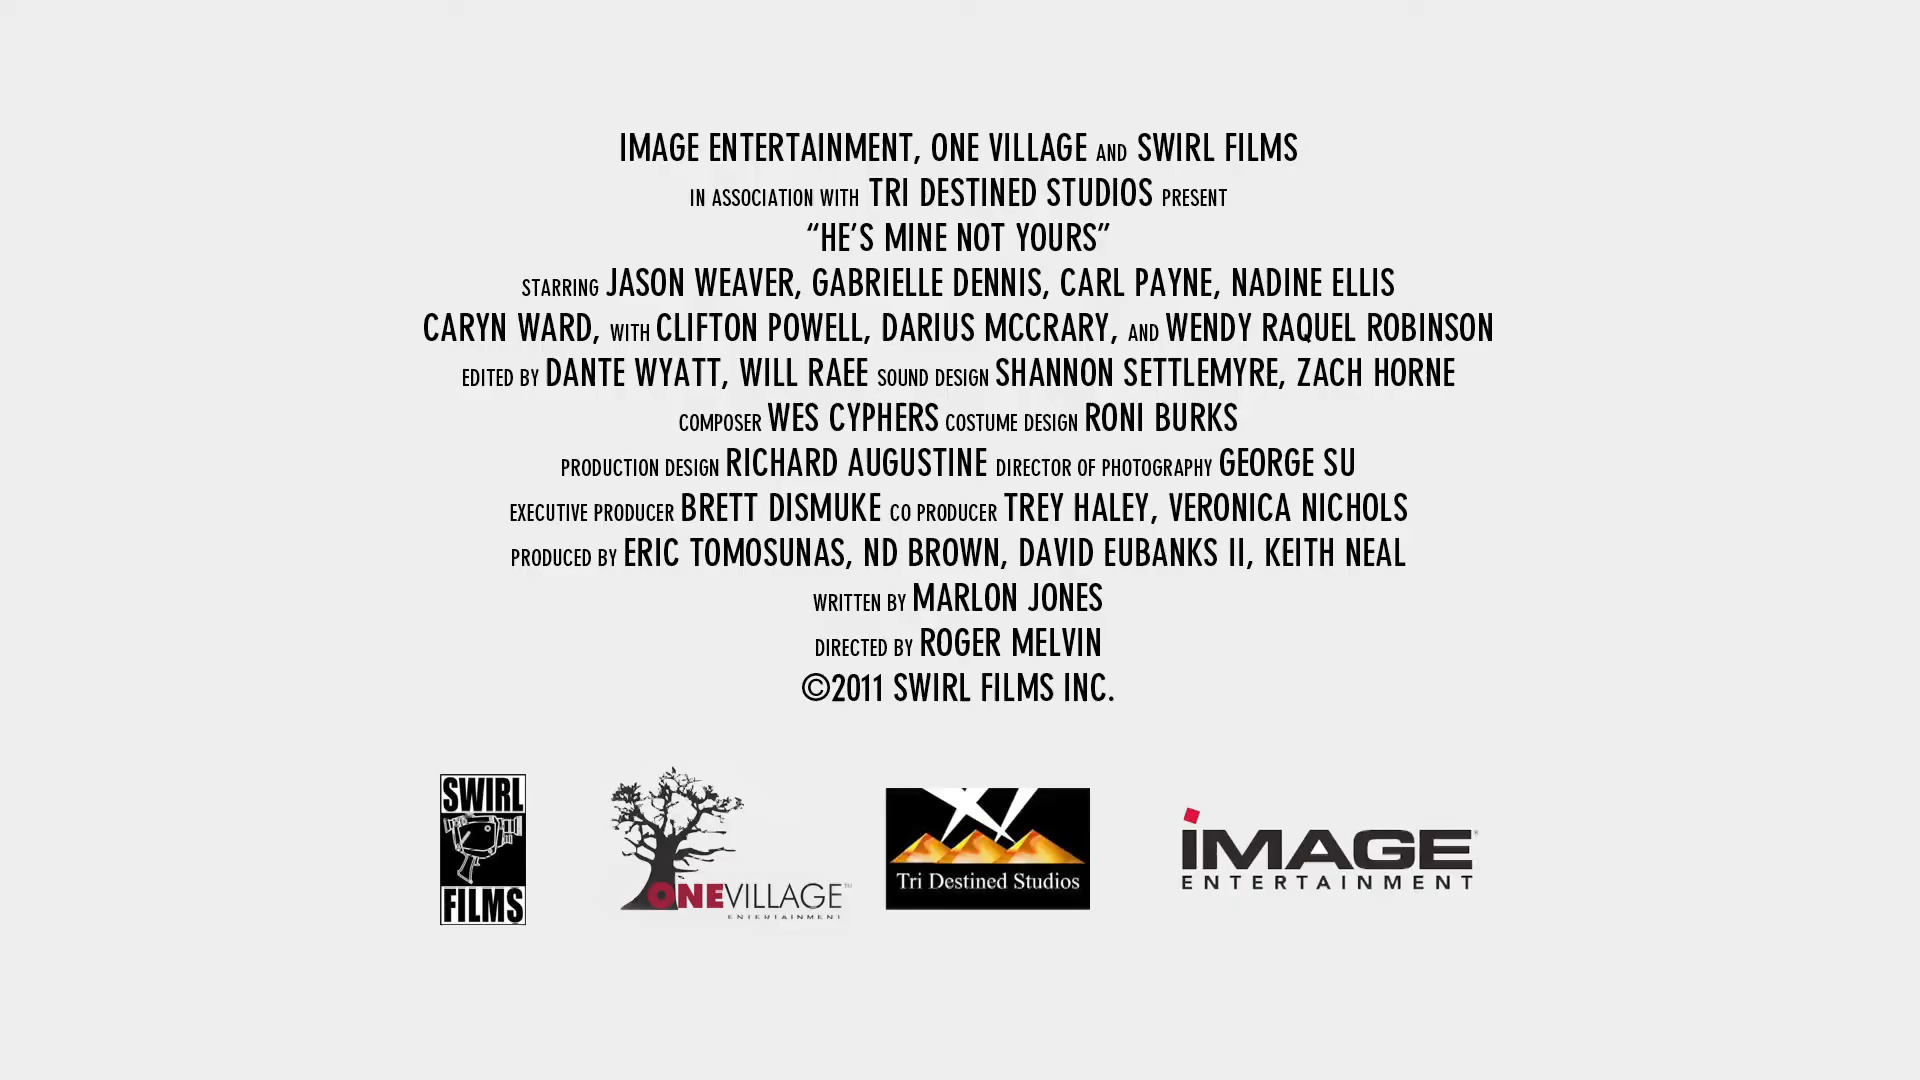 IMAGE ENTERTAINMENT, ONE VILLAGE AND SWIRL FILMS
IN ASSOCIATION WITH TRI DESTINED STUDIOS PRESENT
“HE’S MINE NOT YOURS”
STARRING JASON WEAVER, GABRIELLE DENNIS, CARL PAYNE, NADINE ELLIS
CARYN WARD, WITH CLIFTON POWELL, DARIUS MCCRARY, AND WENDY RAQUEL ROBINSON
EDITED BY DANTE WYATT, WILL RAEE SOUND DESIGN SHANNON SETTLEMYRE, ZACH HORNE
COMPOSER WES CYPHERS COSTUME DESIGN RONI BURKS
PRODUCTION DESIGN RICHARD AUGUSTINE DIRECTOR OF PHOTOGRAPHY GEORGE SU
EXECUTIVE PRODUCER BRETT DISMUKE CO PRODUCER TREY HALEY, VERONICA NICHOLS
PRODUCED BY ERIC TOMOSUNAS, ND BROWN, DAVID EUBANKS II, KEITH NEAL
WRITTEN BY MARLON JONES
DIRECTED BY ROGER MELVIN
©2011 SWIRL FILMS INC.
SWIRL
FILMS
ONEVILLAGE™
ENTERTAINMENT
Tri Destined Studios
iMAGE®
ENTERTAINMENT